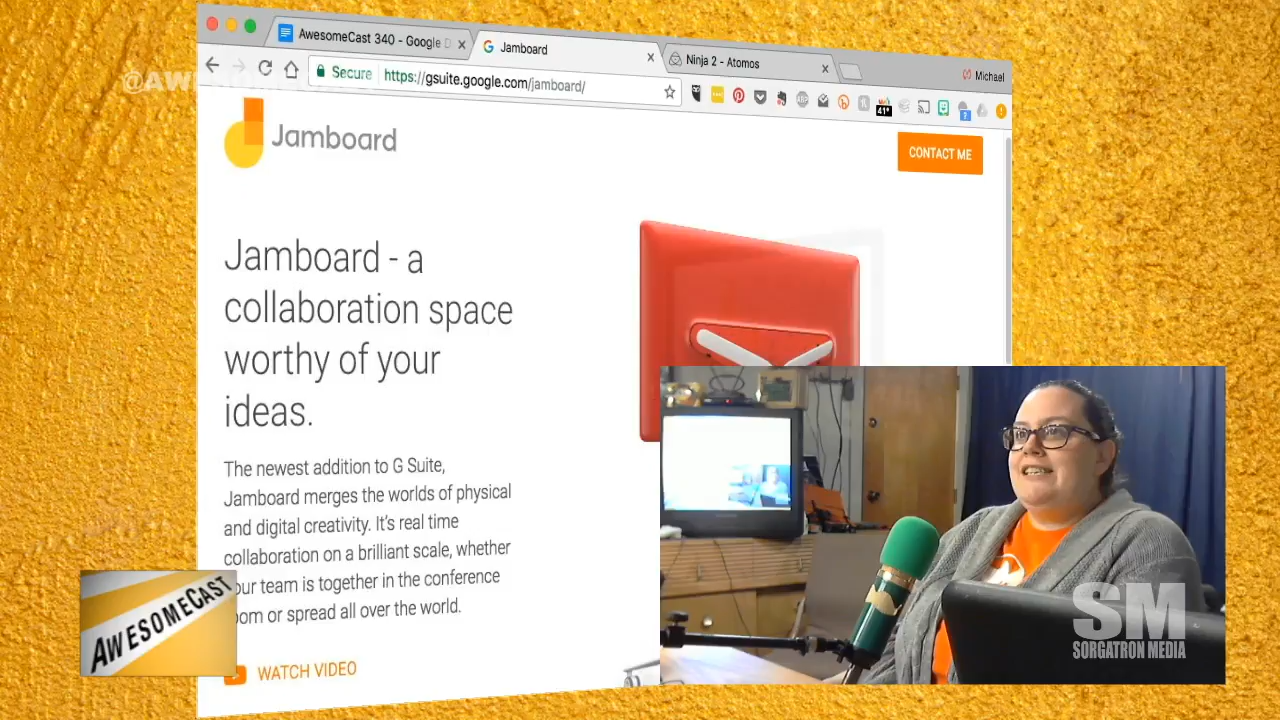 AwesomeCast 340 - Google D
Jamboard
Ninja 2 - Atomos
Michael
Secure
https://gsuite.google.com/jamboard/
ABP
41°
Jamboard
CONTACT ME
Jamboard - a
collaboration space
worthy of your
ideas.
The newest addition to G Suite,
Jamboard merges the worlds of physical
and digital creativity. It's real time
collaboration on a brilliant scale, whether
our team is together in the conference
oom or spread all over the world.
WATCH VIDEO
AWESOMECAST
SM
SORGATRON MEDIA